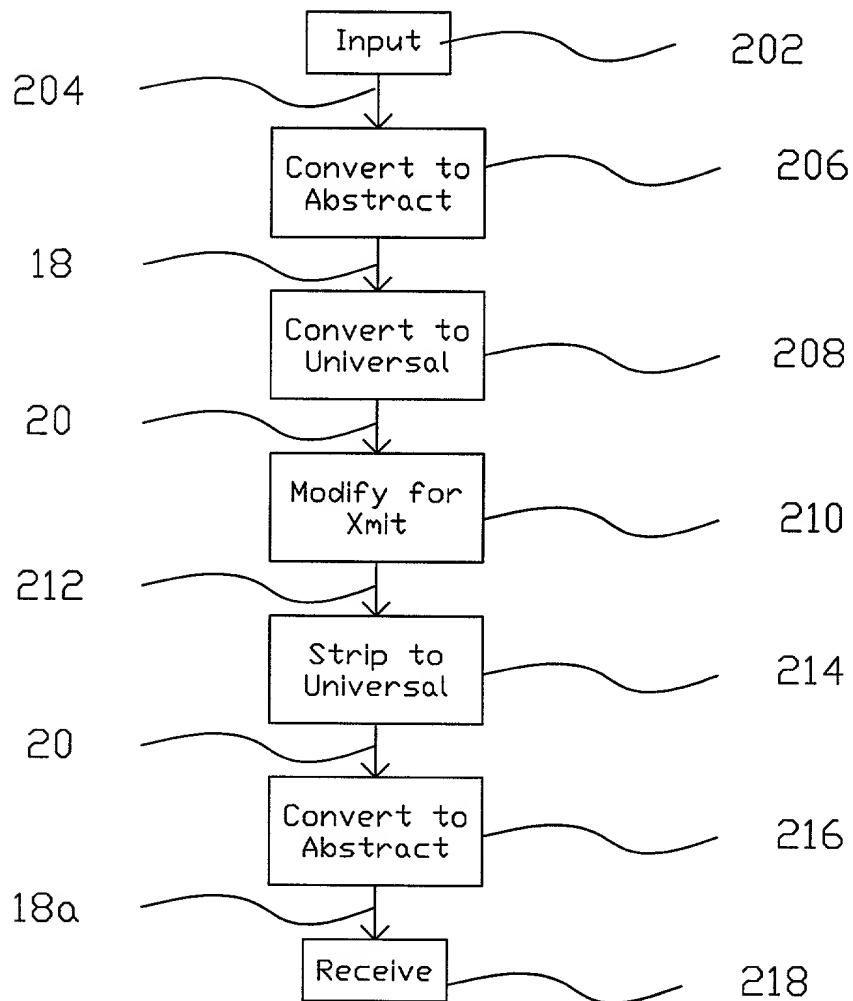 Input
202
204
Convert to
Abstract
206
18
Convert to
Universal
208
20
Modify for
Xmit
210
212
Strip to
Universal
214
20
Convert to
Abstract
216
18a
Receive
218